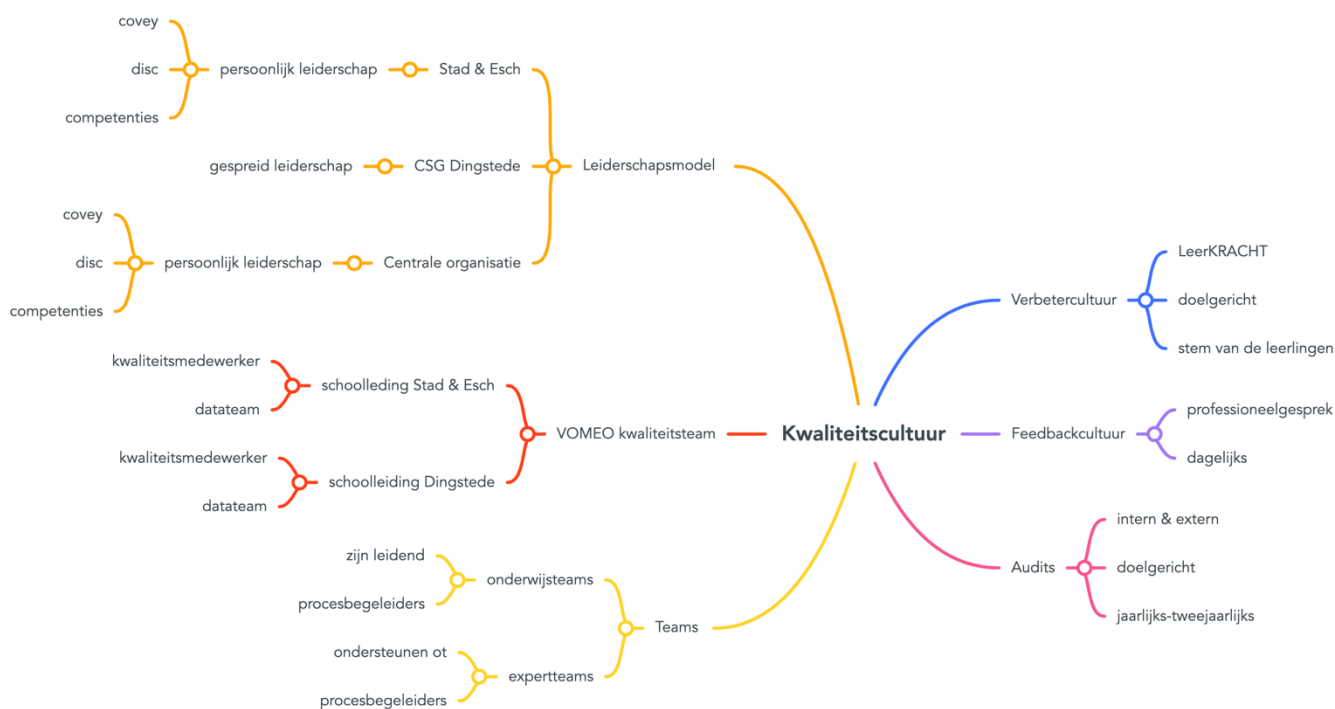 covey
disc
persoonlijk leiderschap
Stad & Esch
competenties
gespreid leiderschap
CSG Dingstede
Leiderschapsmodel
covey
disc
persoonlijk leiderschap
Centrale organisatie
competenties
kwaliteitsmedewerker
schoolleding Stad & Esch
datateam
VOMEO kwaliteitsteam
kwaliteitsmedewerker
schoolleiding Dingstede
datateam
zijn leidend
onderwijsteams
procesbegeleiders
Teams
ondersteunen ot
expertteams
procesbegeleiders
Kwaliteitscultuur
LeerKRACHT
Verbetercultuur
doelgericht
stem van de leerlingen
professioneelgesprek
Feedbackcultuur
dagelijks
intern & extern
Audits
doelgericht
jaarlijks-tweejaarlijks